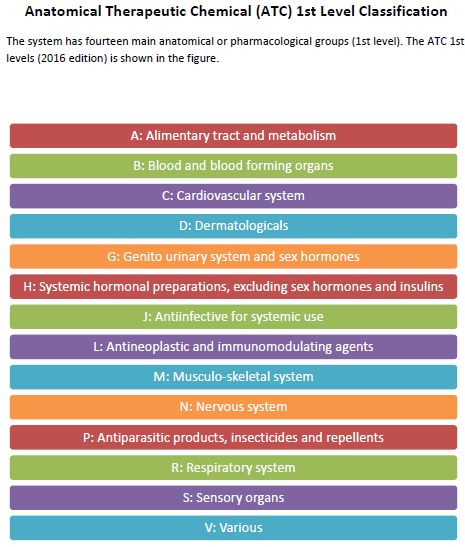 Anatomical Therapeutic Chemical (ATC) 1st Level Classification
The system has fourteen main anatomical or pharmacological groups (1st level). The ATC 1st
levels (2016 edition) is shown in the figure.
A: Alimentary tract and metabolism
B: Blood and blood forming organs
C: Cardiovascular system
D: Dermatologicals
G: Genito urinary system and sex hormones
H: Systemic hormonal preparations, excluding sex hormones and insulins
J: Antiinfective for systemic use
L: Antineoplastic and immunomodulating agents
M: Musculo-skeletal system
N: Nervous system
P: Antiparasitic products, insecticides and repellents
R: Respiratory system
S: Sensory organs
V: Various